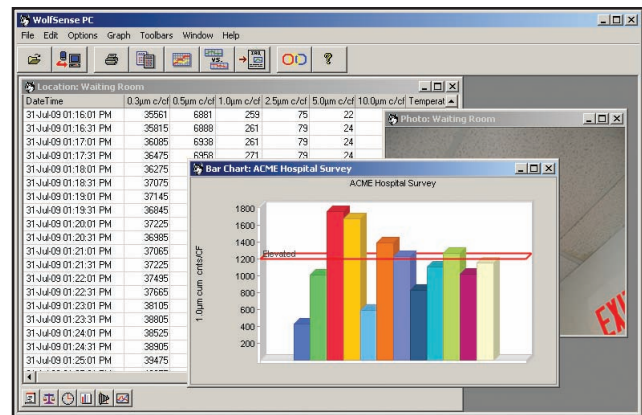 WolfSense PC
File Edit Options Graph Toolbars Window Help
VS.
Location: Waiting Room
DateTime 0.3µm c/cf 0.5µm c/cf 1.0µm c/cf 2.5µm c/cf 5.0µm c/cf 10.0µm c/cf Temperat
31-Jul-09 01:16:01 PM 35561 6881 259 75 22
31-Jul-09 01:16:31 PM 35815 6888 261 79 24
31-Jul-09 01:17:01 PM 36085 6938 261 79 24
31-Jul-09 01:17:31 PM 36475 6958 271 79 24
31-Jul-09 01:18:01 PM 36275
31-Jul-09 01:18:31 PM 37075
31-Jul-09 01:19:01 PM 37145
31-Jul-09 01:19:31 PM 36845
31-Jul-09 01:20:01 PM 37225
31-Jul-09 01:20:31 PM 36985
31-Jul-09 01:21:01 PM 37065
31-Jul-09 01:21:31 PM 37225
31-Jul-09 01:22:01 PM 37495
31-Jul-09 01:22:31 PM 37665
31-Jul-09 01:23:01 PM 38105
31-Jul-09 01:23:31 PM 38805
31-Jul-09 01:24:01 PM 38525
31-Jul-09 01:24:31 PM 38905
31-Jul-09 01:25:01 PM 39475
Photo: Waiting Room
EXI
Bar Chart: ACME Hospital Survey
ACME Hospital Survey
1.0µm cum. cnts/CF
1800
1600
1400
1200
1000
800
600
400
200
Elevated